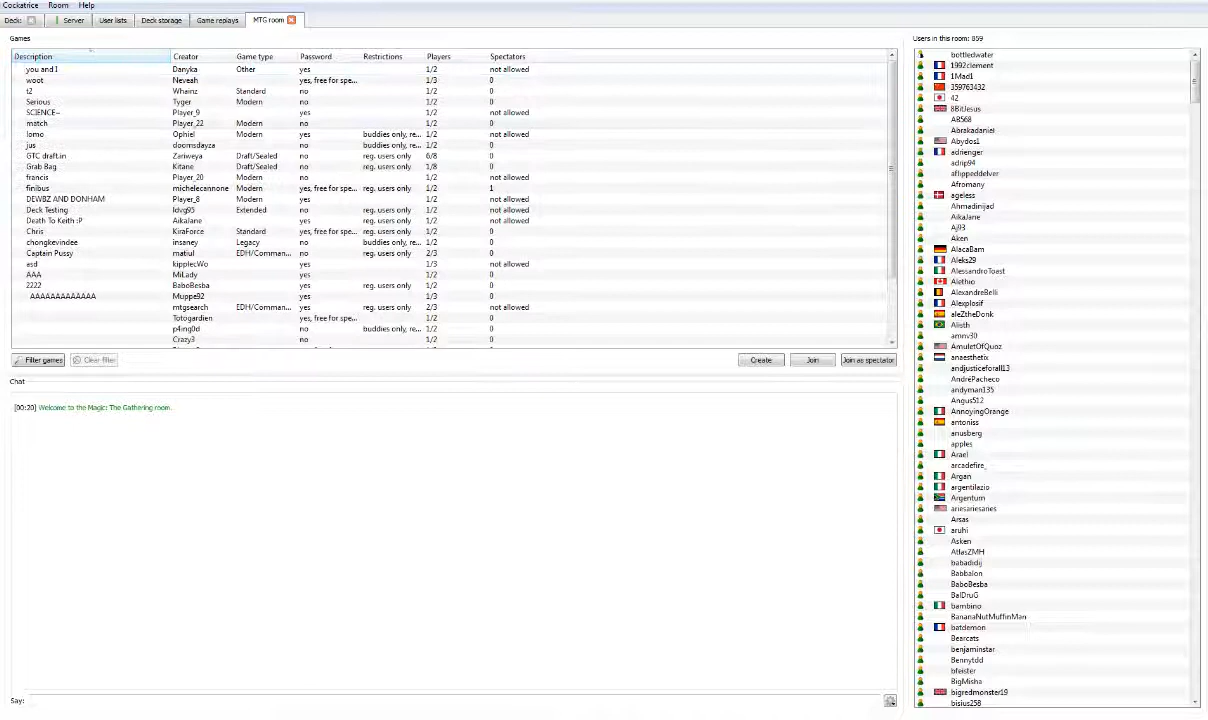 Cockatrice Room Help
Deck: Server User lists Deck storage Game replays MTG room
Games
Description Creator Game type Password Restrictions Players Spectators
you and I Danyka Other yes 1/2 not allowed
woot Neveah yes, free for spe... 1/3 0
t2 Whainz Standard no 1/2 0
Serious Tyger Modern no 1/2 0
SCIENCE~ Player_9 yes 1/2 not allowed
match Player_22 Modern no 1/2 0
lomo Ophiel Modern yes buddies only, re... 1/2 not allowed
jus doomsdayza no buddies only, re... 1/2 0
GTC draft.in Zariweya Draft/Sealed no reg. users only 6/8 0
Grab Bag Kitane Draft/Sealed no reg. users only 1/8 0
francis Player_20 Modern no 1/2 not allowed
finibus michelecannone Modern yes, free for spe... reg. users only 1/2 1
DEWBZ AND DONHAM Player_8 Modern yes 1/2 not allowed
Deck Testing ldvg95 Extended no reg. users only 1/2 not allowed
Death To Keith :P AikaJane yes reg. users only 1/2 not allowed
Chris KiraForce Standard yes, free for spe... reg. users only 1/2 0
chongkevindee insaney Legacy no buddies only, re... 1/2 0
Captain Pussy matiul EDH/Comman... no reg. users only 2/3 0
asd kipplecWo yes 1/3 not allowed
AAA MiLady yes 1/2 0
2222 BaboBesba yes reg. users only 1/2 0
AAAAAAAAAAAAA Muppe92 yes 1/3 0
mtgsearch EDH/Comman... yes reg. users only 2/3 not allowed
Totogardien yes, free for spe... 1/2 0
p4ing0d no buddies only, re... 1/2 0
Crazy3 yes 1/2 0
Filter games Clear filter Create Join Join as spectator
Chat
[00:20] Welcome to the Magic: The Gathering room.
Say:
Users in this room: 859
bottledwater
1992clement
1Mad1
359763432
42
8BitJesus
AB568
Abrakadaniel
Abydos1
adrienger
adrip94
aflippeddelver
Afromany
ageless
Ahmadinijad
AikaJane
Aj93
Aken
AlacaBam
Aleks29
AlessandroToast
Alethio
AlexandreBelli
Alexplosif
aleZtheDonk
Alisth
amnv30
AmuletOfQuoz
anaesthetix
andjusticeforall13
AndréPacheco
andyman135
Angus512
AnnoyingOrange
antoniss
anusberg
apples
Arael
arcadefire_
Argan
argentilazio
Argentum
ariesariesaries
Arsas
aruhi
Asken
AtlasZMH
babadidij
Babbalon
BaboBesba
BalDruG
bambino
BananaNutMuffinMan
batdemon
Bearcats
benjaminstar
Bennytdd
bfeister
BigMisha
bigredmonster19
bisius258